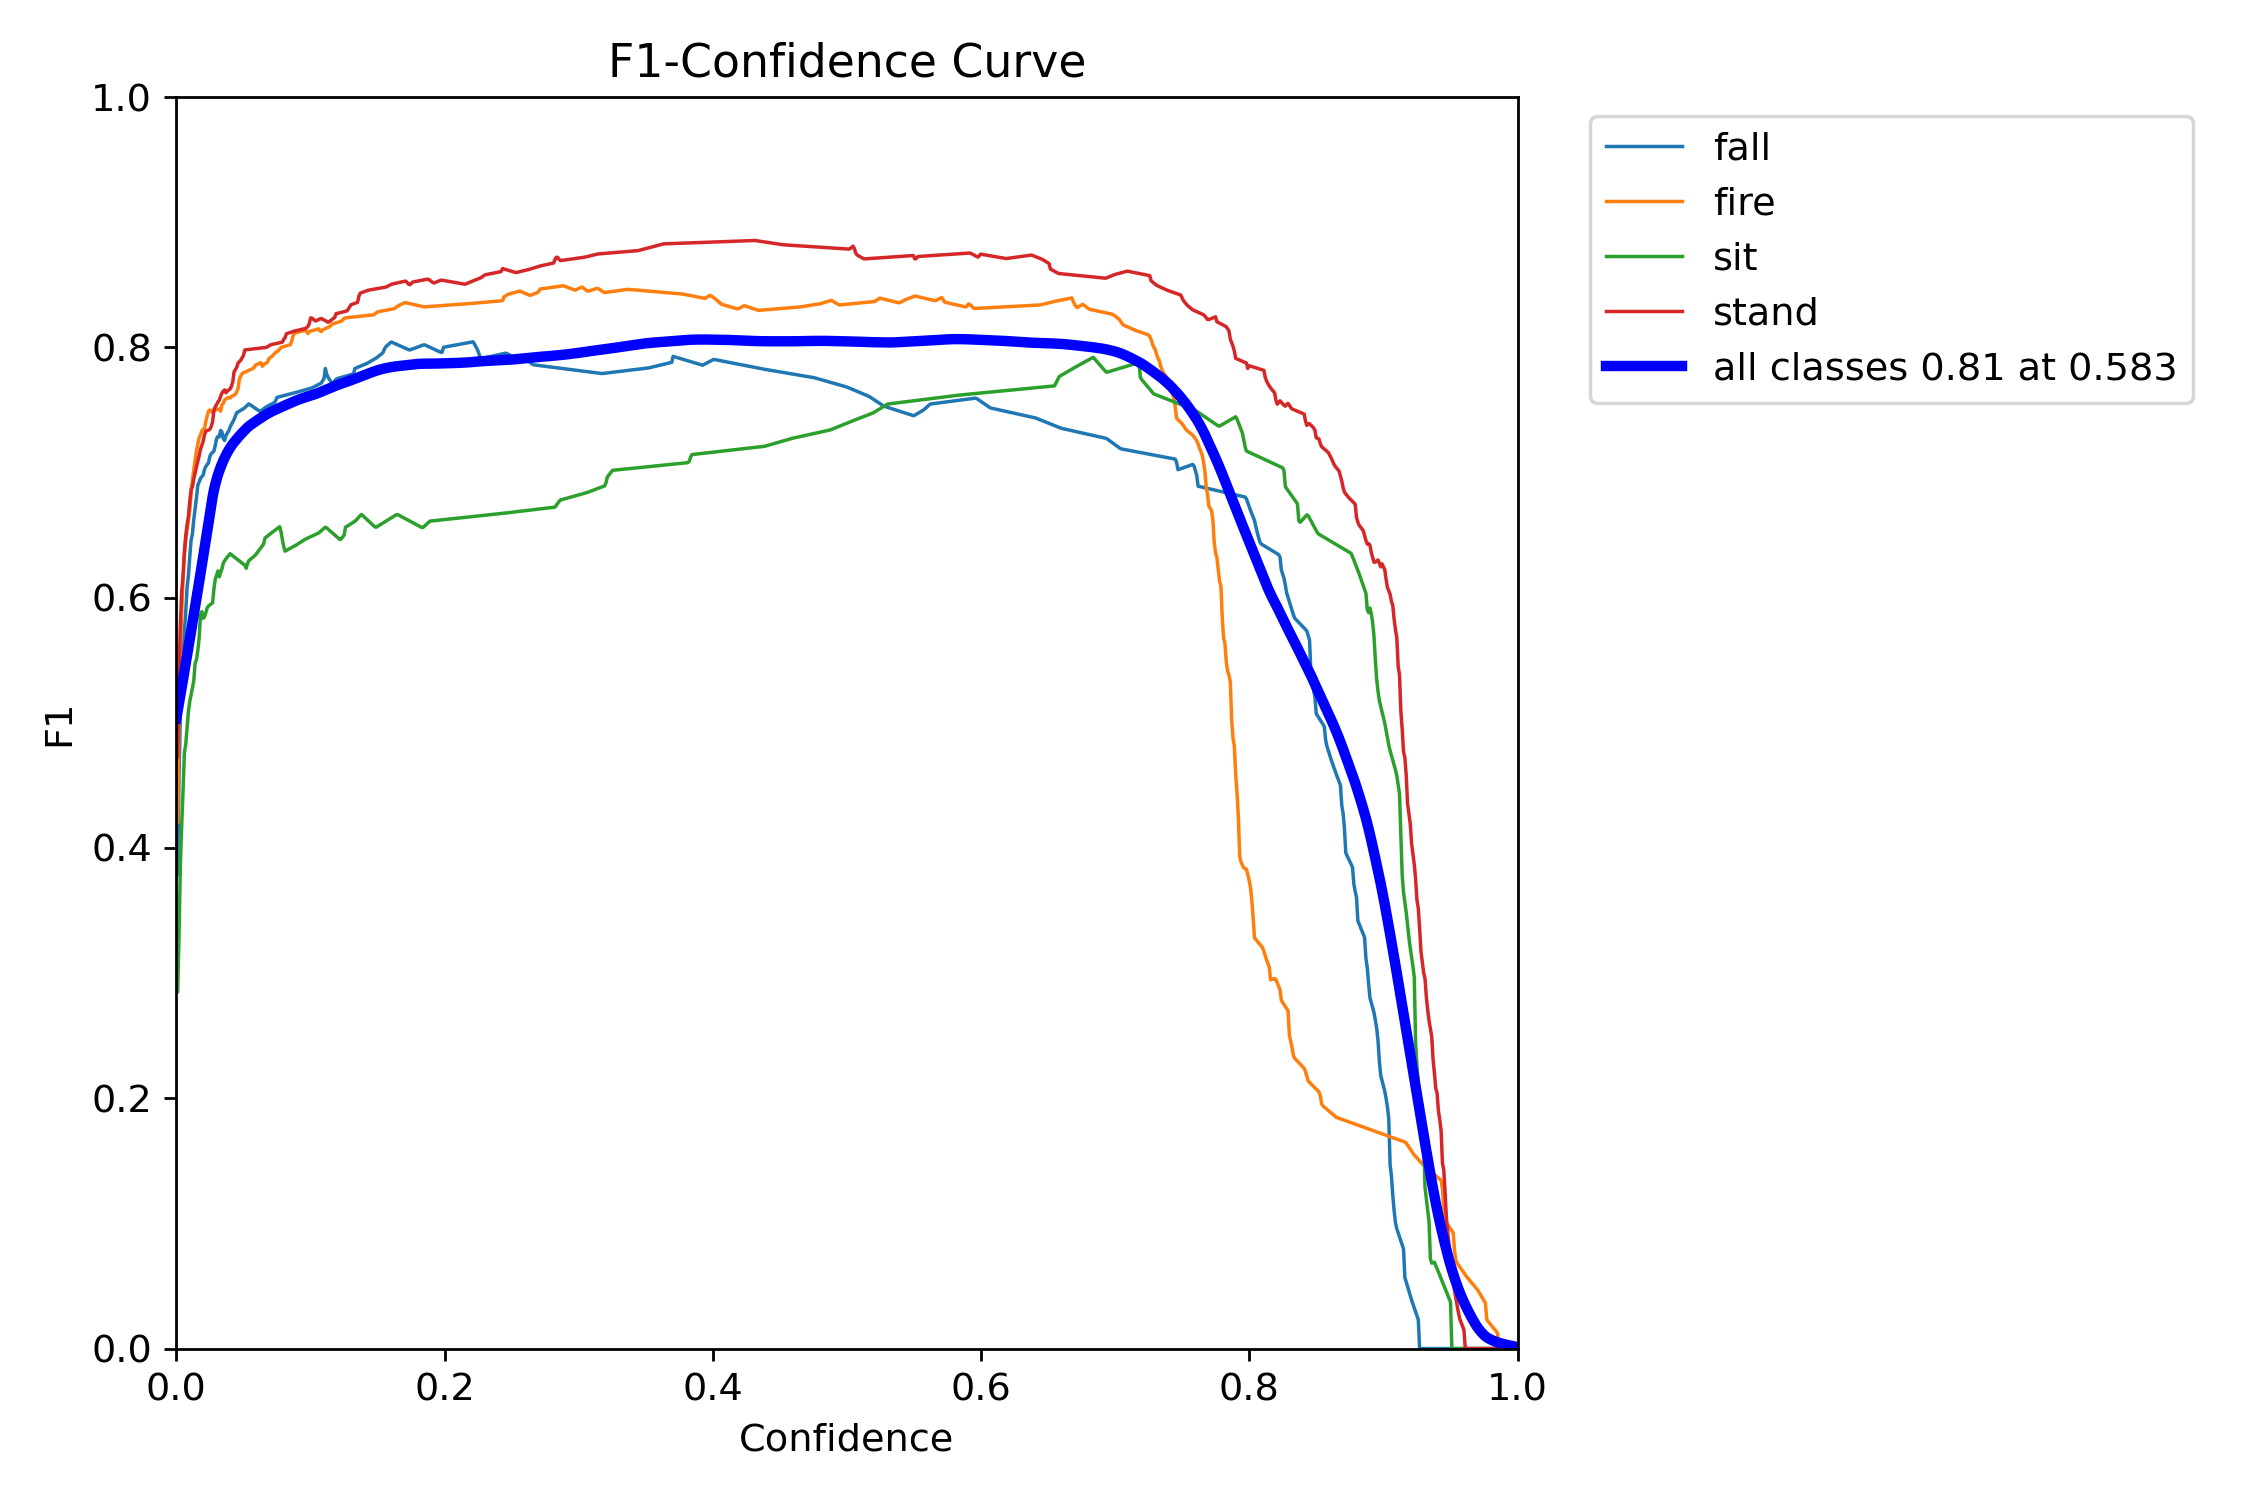 F1-Confidence Curve
1.0
0.8
0.6
0.4
0.2
0.0
F1
0.0 0.2 0.4 0.6 0.8 1.0
Confidence
fall
fire
sit
stand
all classes 0.81 at 0.583